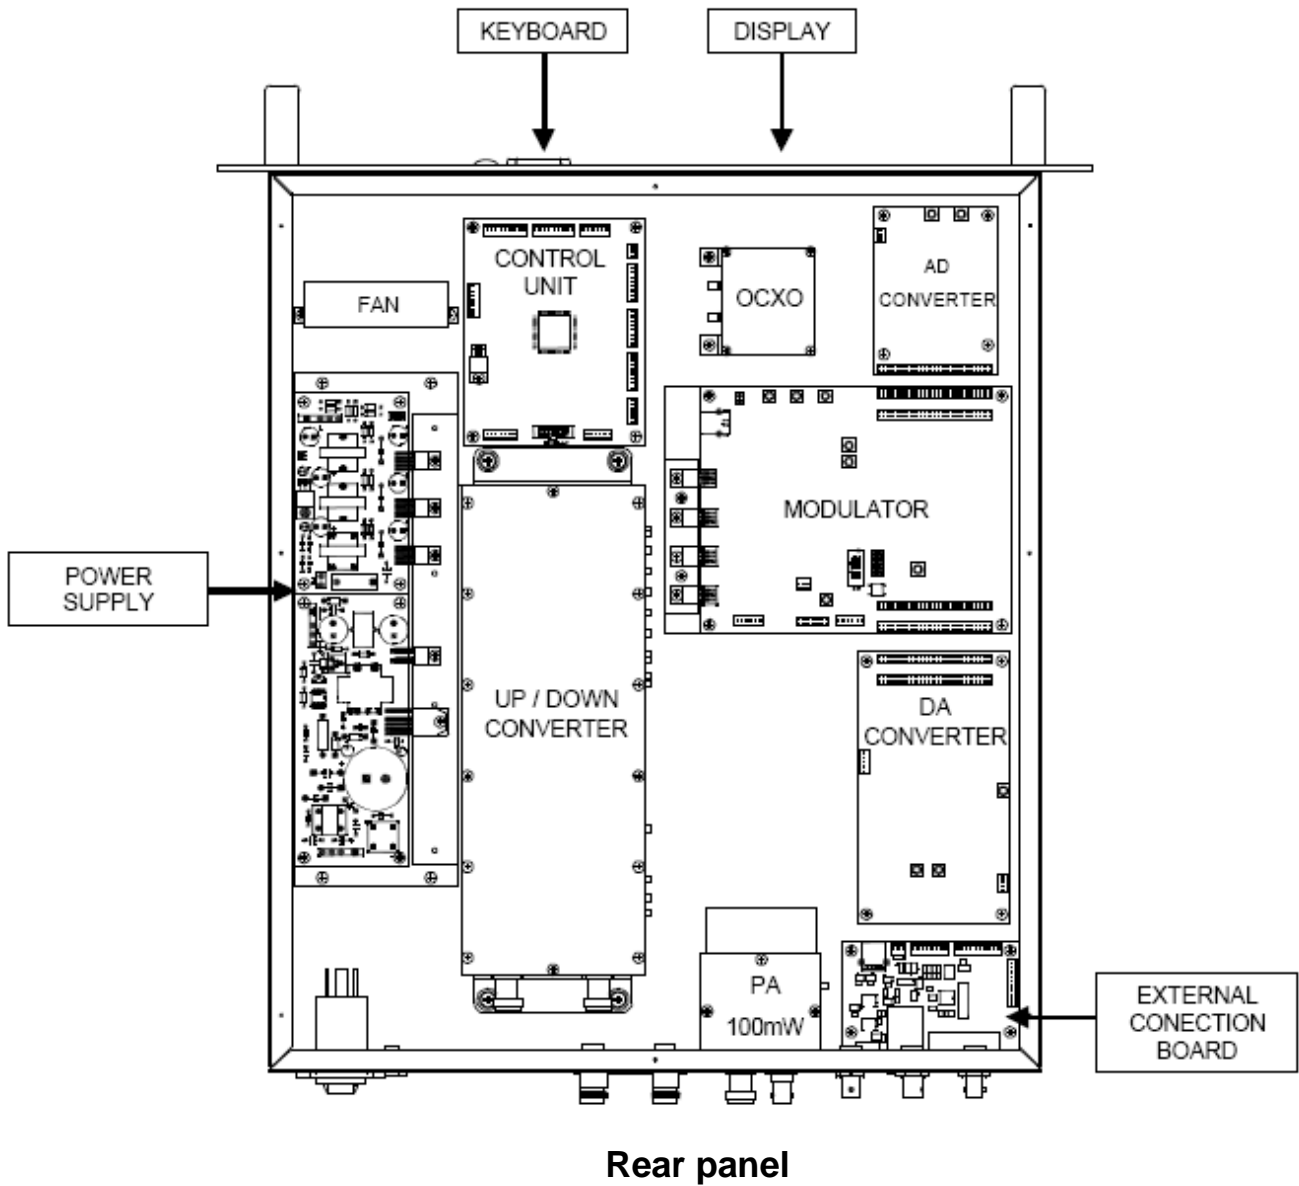 KEYBOARD
DISPLAY
CONTROL
UNIT
FAN
OCXO
AD
CONVERTER
MODULATOR
POWER
SUPPLY
UP / DOWN
CONVERTER
DA
CONVERTER
PA
100mW
EXTERNAL
CONECTION
BOARD
Rear panel